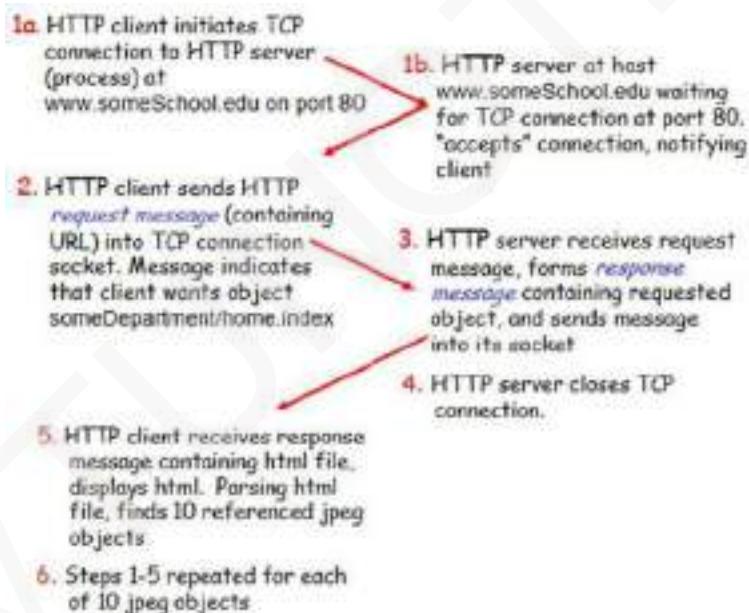 1a. HTTP client initiates TCP
connection to HTTP server
(process) at
www.someSchool.edu on port 80
1b. HTTP server at host
www.someSchool.edu waiting
for TCP connection at port 80.
"accepts" connection, notifying
client
2. HTTP client sends HTTP
request message (containing
URL) into TCP connection
socket. Message indicates
that client wants object
someDepartment/home.index
3. HTTP server receives request
message, forms response
message containing requested
object, and sends message
into its socket
4. HTTP server closes TCP
connection.
5. HTTP client receives response
message containing html file,
displays html. Parsing html
file, finds 10 referenced jpeg
objects
6. Steps 1-5 repeated for each
of 10 jpeg objects